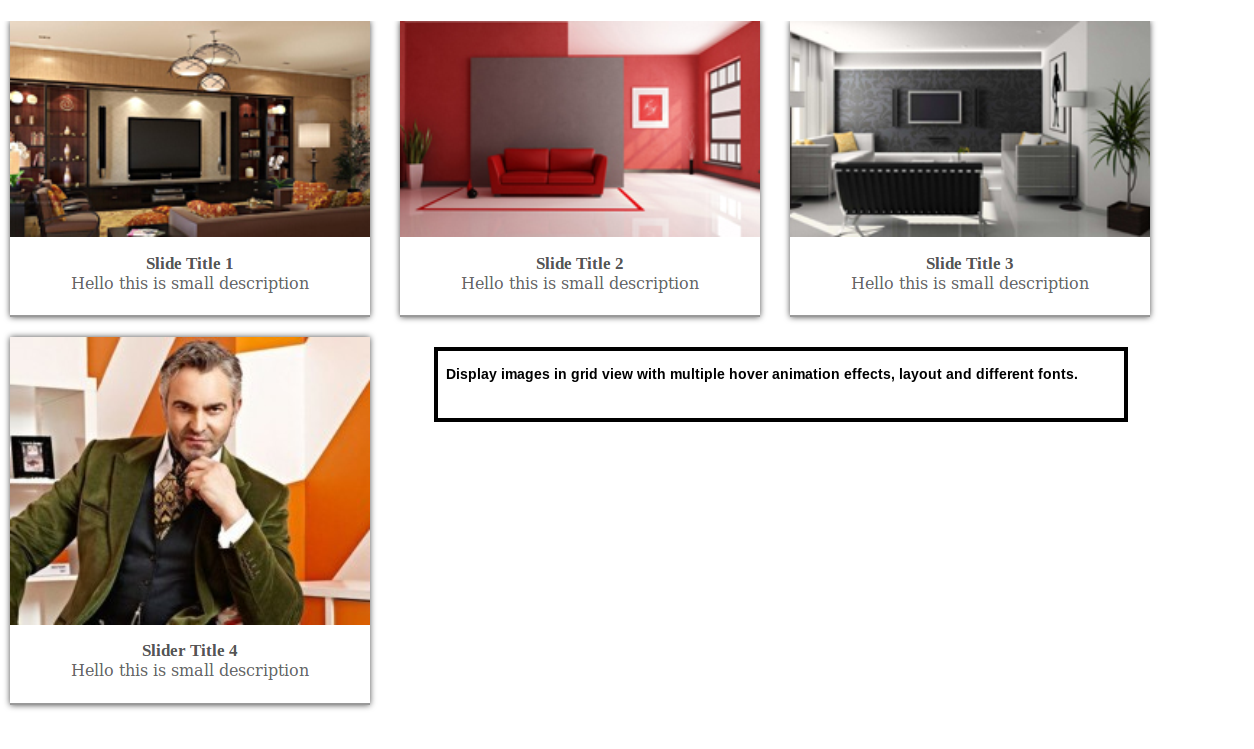 Slide Title 1
Hello this is small description
Slide Title 2
Hello this is small description
Slide Title 3
Hello this is small description
Slider Title 4
Hello this is small description
Display images in grid view with multiple hover animation effects, layout and different fonts.